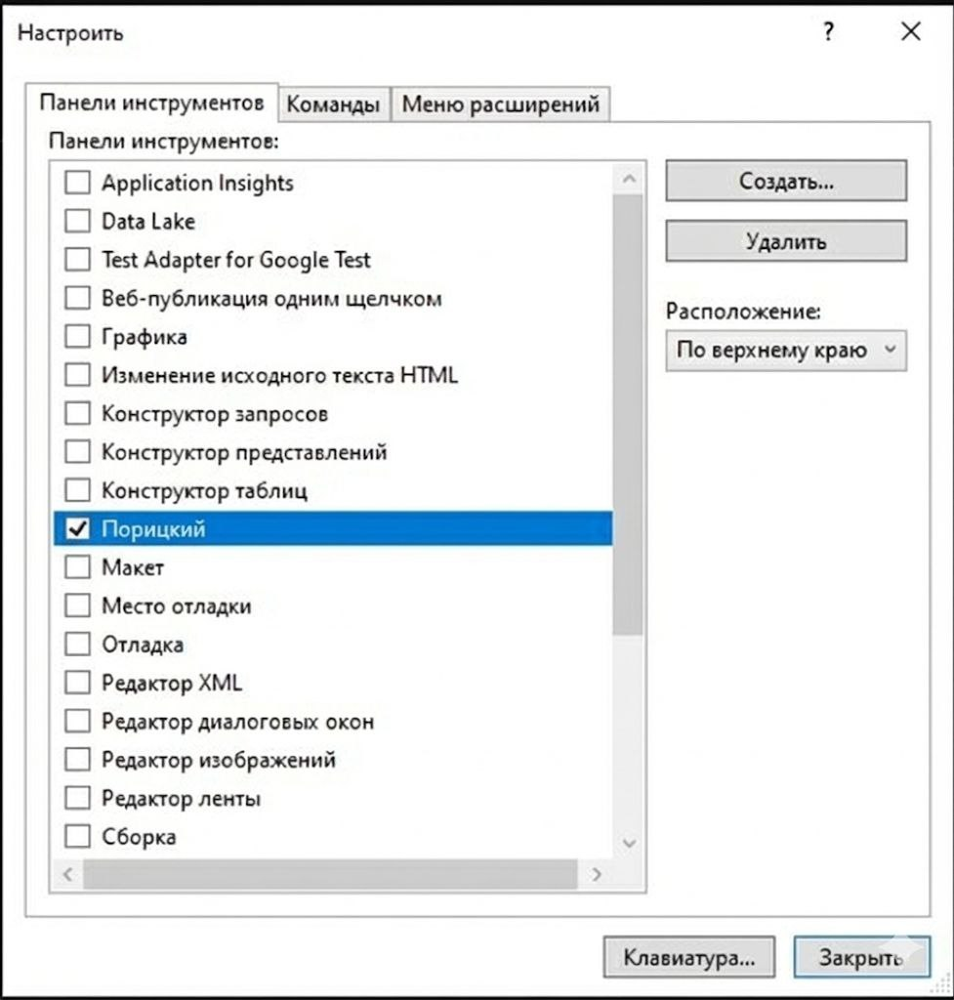 Настроить
?
Панели инструментов
Команды
Меню расширений
Панели инструментов:
Application Insights
Data Lake
Test Adapter for Google Test
Веб-публикация одним щелчком
Графика
Изменение исходного текста HTML
Конструктор запросов
Конструктор представлений
Конструктор таблиц
Порицкий
Макет
Место отладки
Отладка
Редактор XML
Редактор диалоговых окон
Редактор изображений
Редактор ленты
Сборка
Создать...
Удалить
Расположение:
По верхнему краю
Клавиатура...
Закрыть